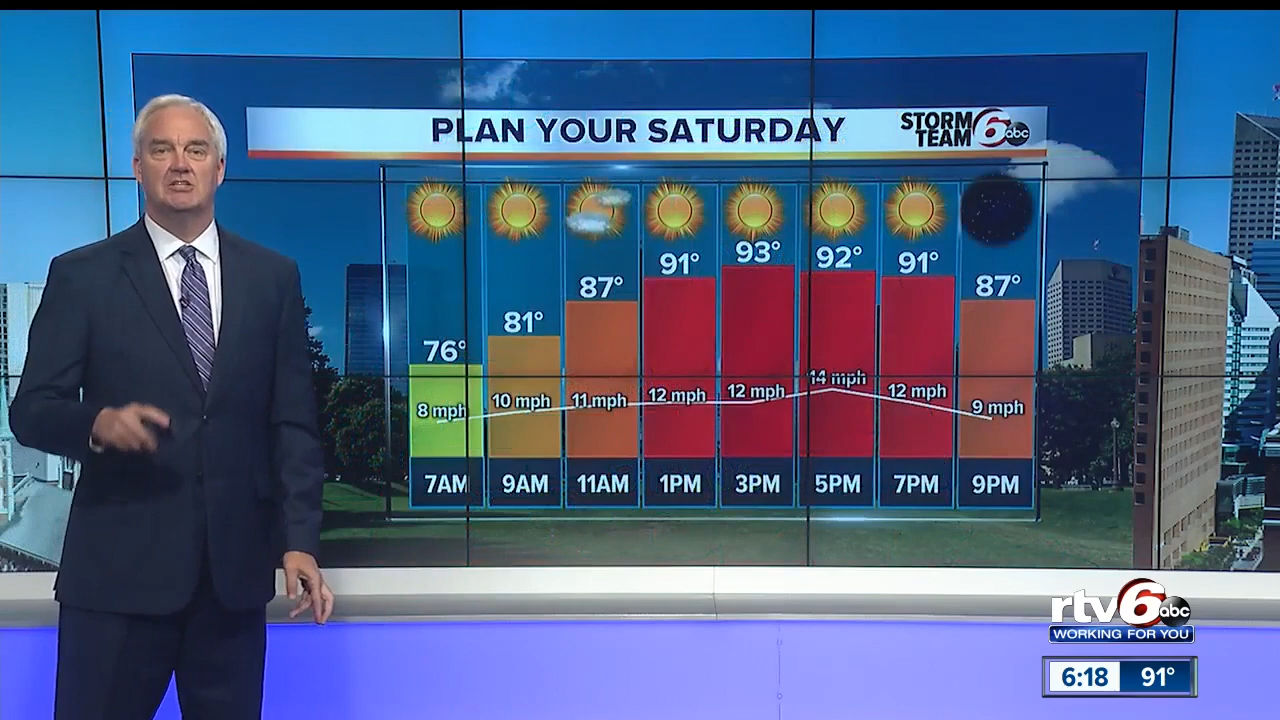 PLAN YOUR SATURDAY
STORM TEAM 6 abc
76° 81° 87° 91° 93° 92° 91° 87°
8 mph 10 mph 11 mph 12 mph 12 mph 14 mph 12 mph 9 mph
7AM 9AM 11AM 1PM 3PM 5PM 7PM 9PM
rtv6 abc
WORKING FOR YOU
6:18 91°